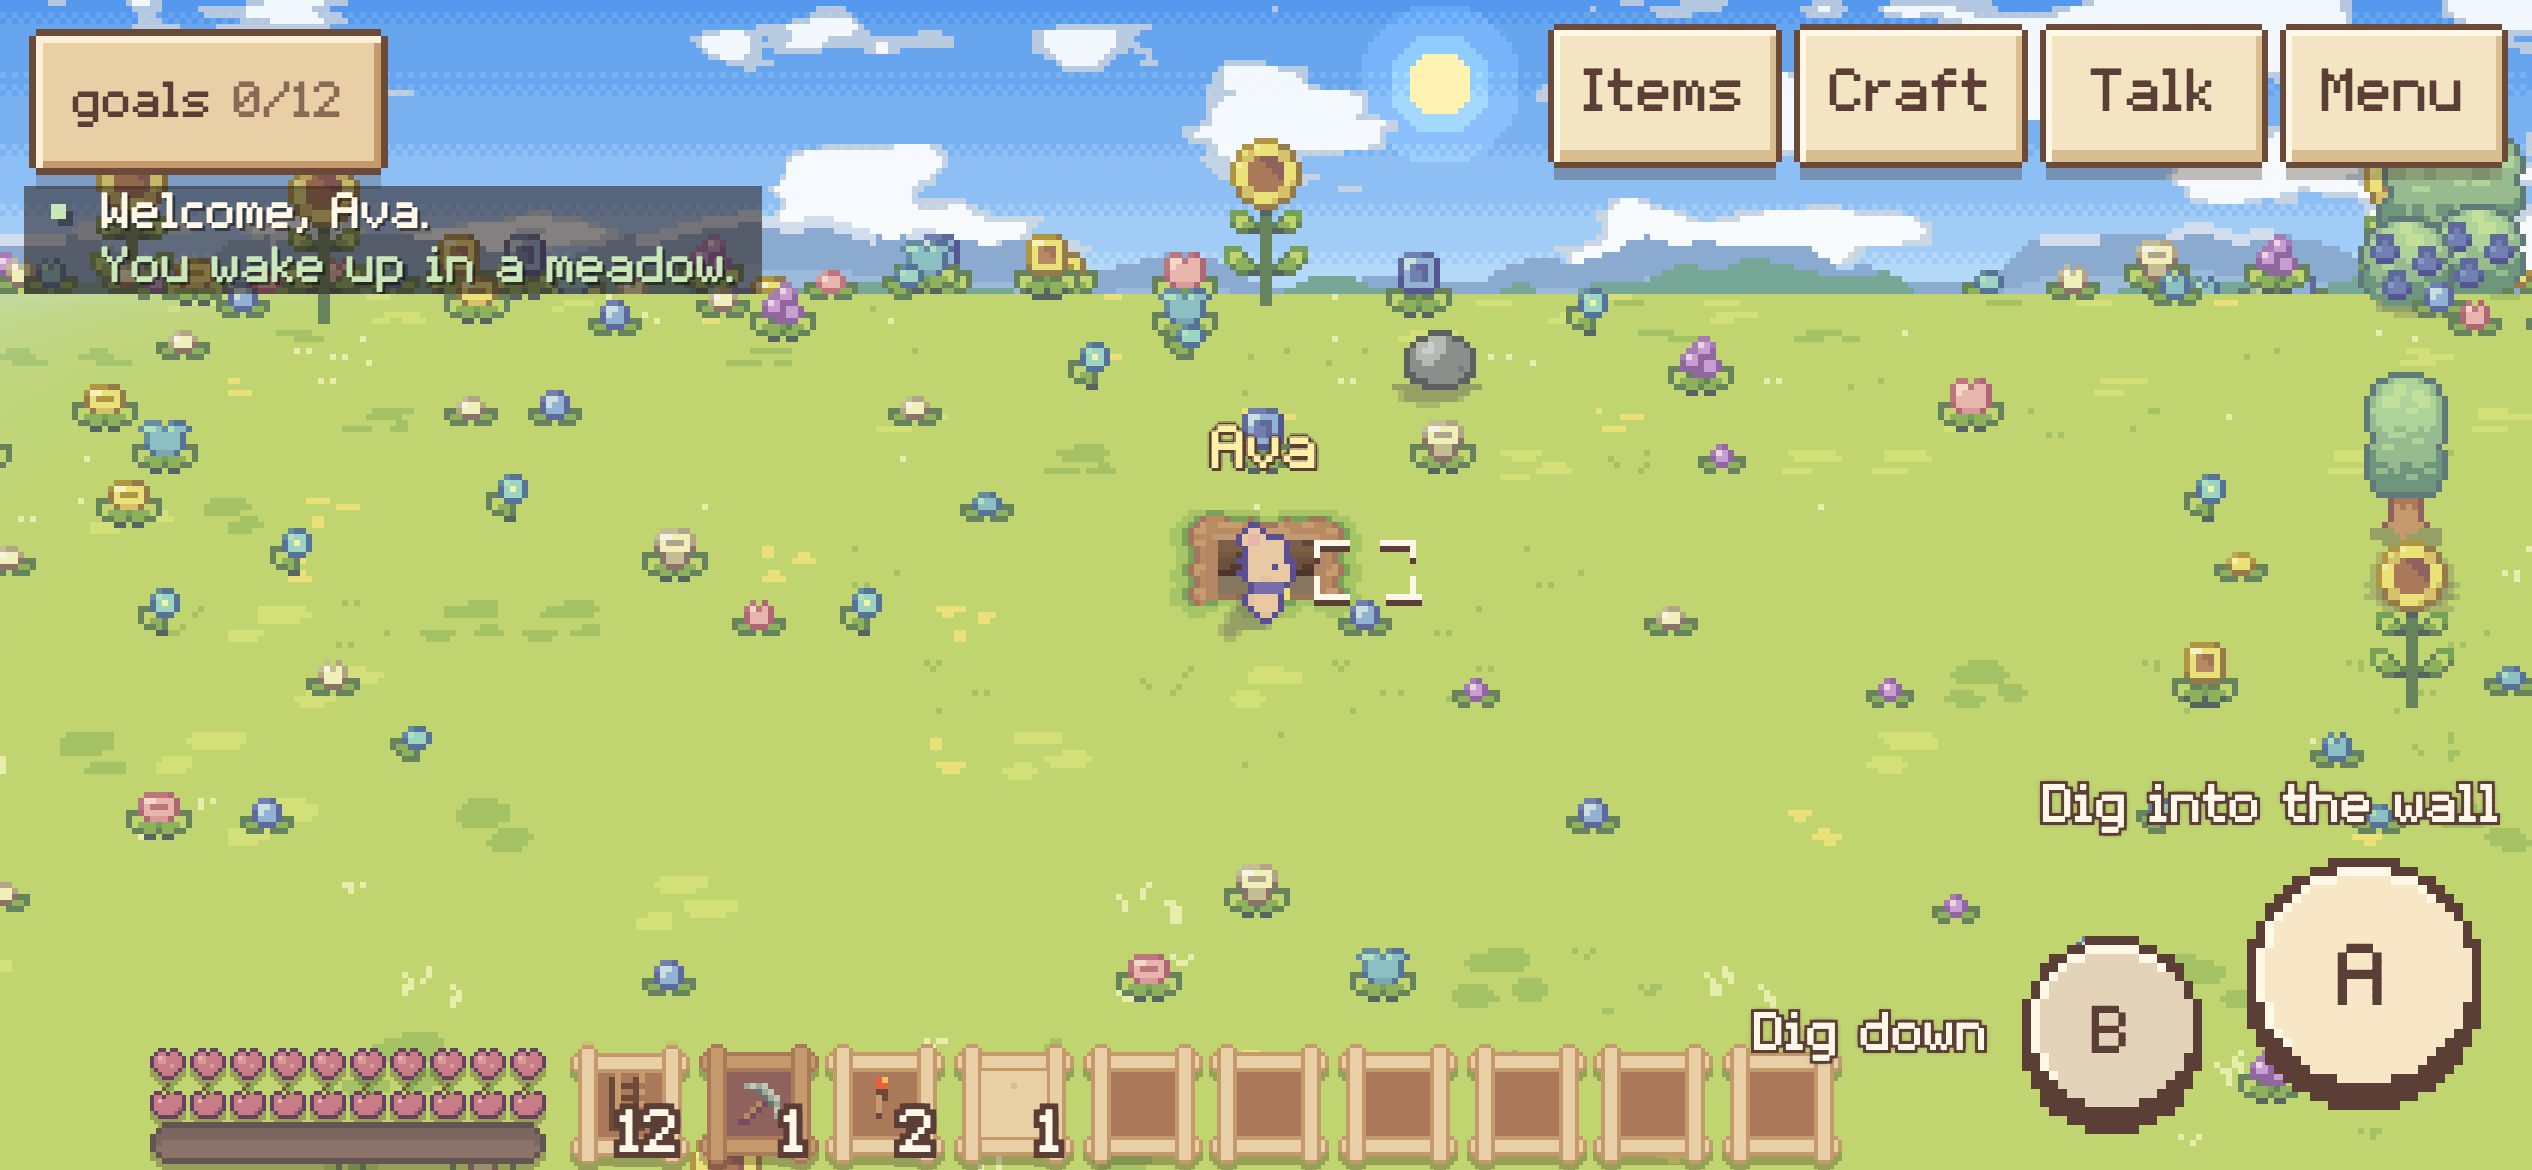 goals 0/12
Items
Craft
Talk
Menu
Welcome, Ava.
You wake up in a meadow.
Ava
Dig into the wall
A
B
Dig down
12
1
2
1